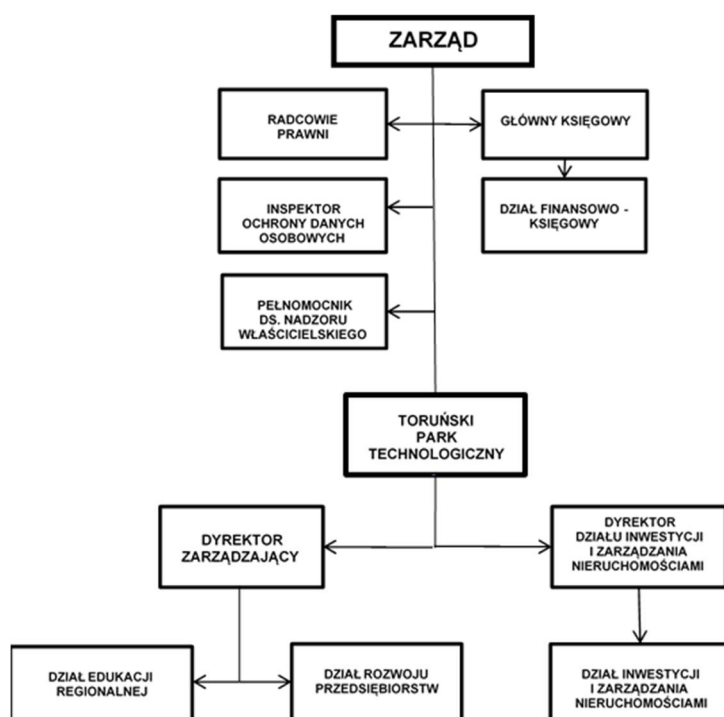 ZARZĄD
RADCOWIE
PRAWNI
GŁÓWNY KSIĘGOWY
INSPEKTOR
OCHRONY DANYCH
OSOBOWYCH
DZIAŁ FINANSOWO -
KSIĘGOWY
PEŁNOMOCNIK
DS. NADZORU
WŁAŚCICIELSKIEGO
TORUŃSKI
PARK
TECHNOLOGICZNY
DYREKTOR
ZARZĄDZAJĄCY
DYREKTOR
DZIAŁU INWESTYCJI
I ZARZĄDZANIA
NIERUCHOMOŚCIAMI
DZIAŁ EDUKACJI
REGIONALNEJ
DZIAŁ ROZWOJU
PRZEDSIĘBIORSTW
DZIAŁ INWESTYCJI
I ZARZĄDZANIA
NIERUCHOMOŚCIAMI